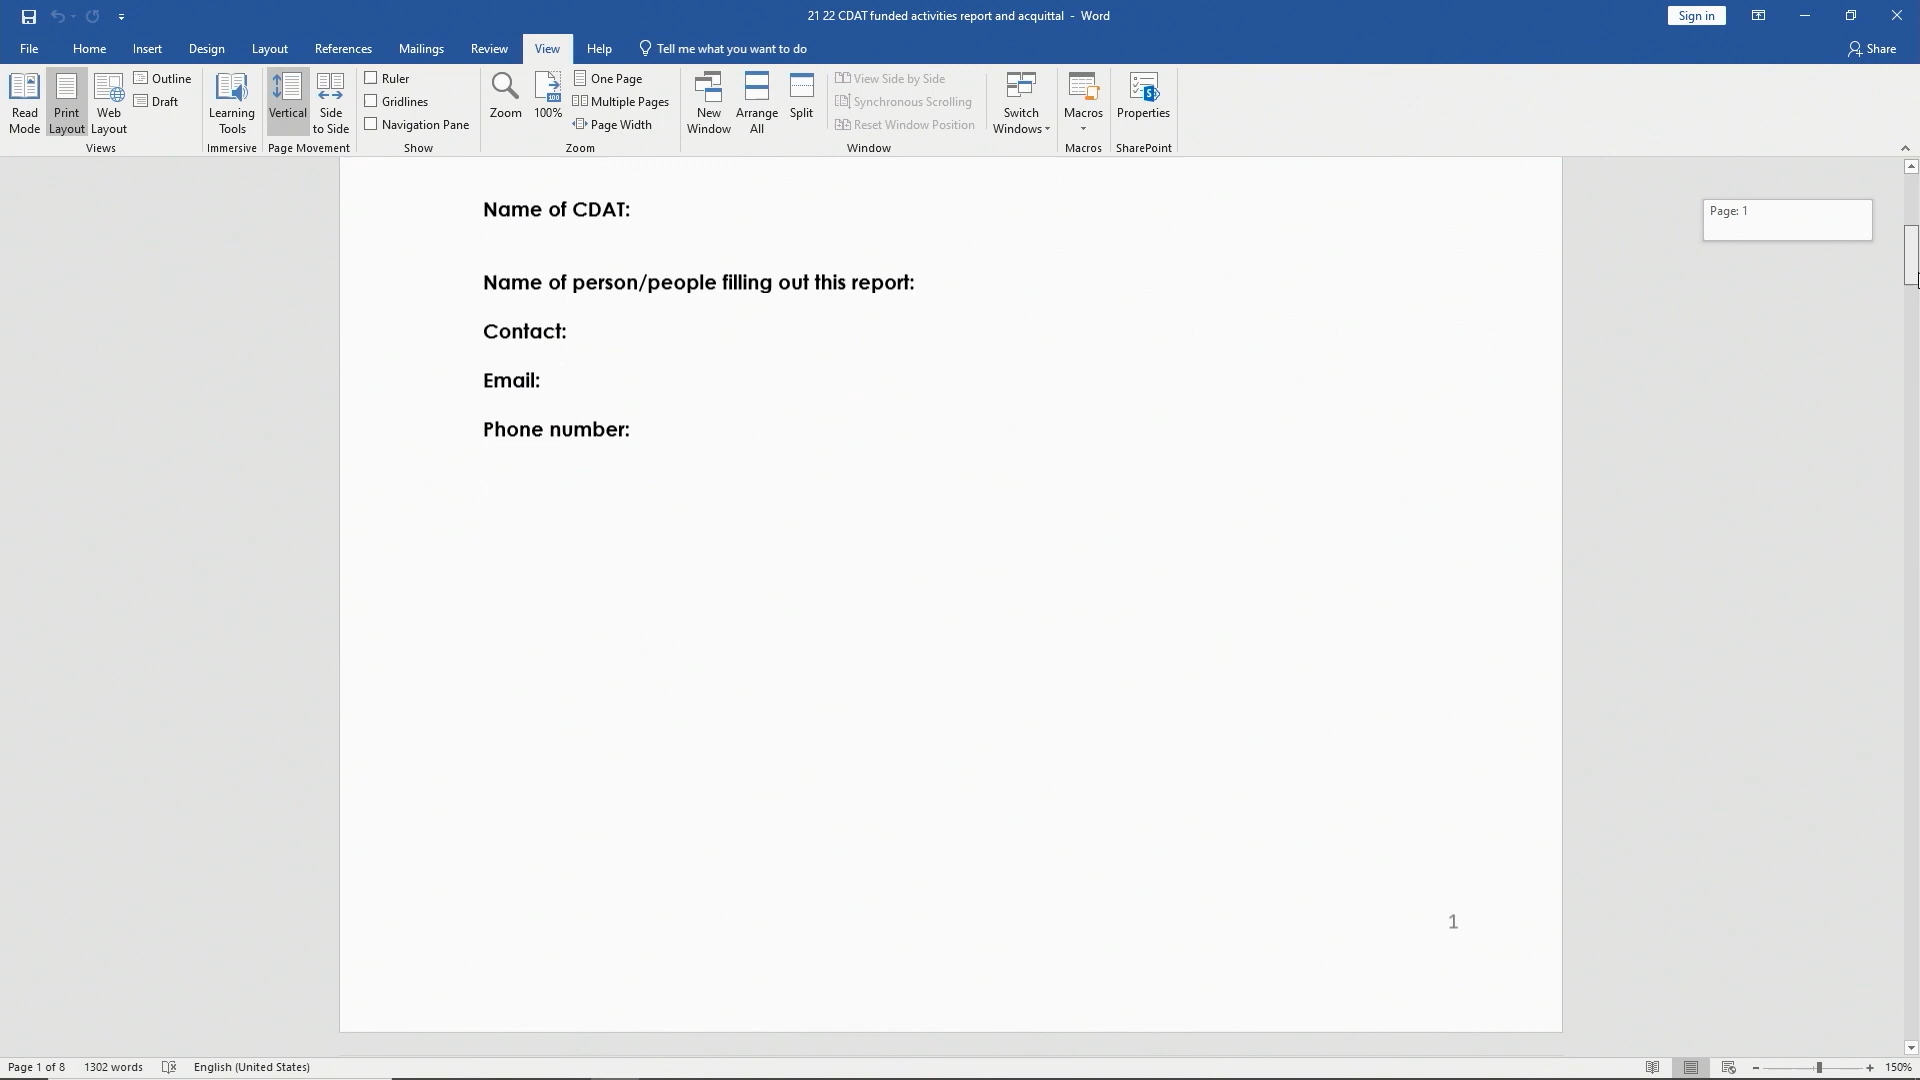 21 22 CDAT funded activities report and acquittal - Word
Sign in
File Home Insert Design Layout References Mailings Review View Help Tell me what you want to do Share
Read Mode
Print Layout
Web Layout
Outline
Draft
Views
Learning Tools
Immersive
Vertical
Side to Side
Page Movement
Ruler
Gridlines
Navigation Pane
Show
Zoom
100
100%
One Page
Multiple Pages
Page Width
Zoom
New Window
Arrange All
Split
View Side by Side
Synchronous Scrolling
Reset Window Position
Window
Switch Windows
Macros
Macros
Properties
SharePoint
Name of CDAT:
Page: 1
Name of person/people filling out this report:
Contact:
Email:
Phone number:
1
Page 1 of 8 1302 words English (United States) 150%